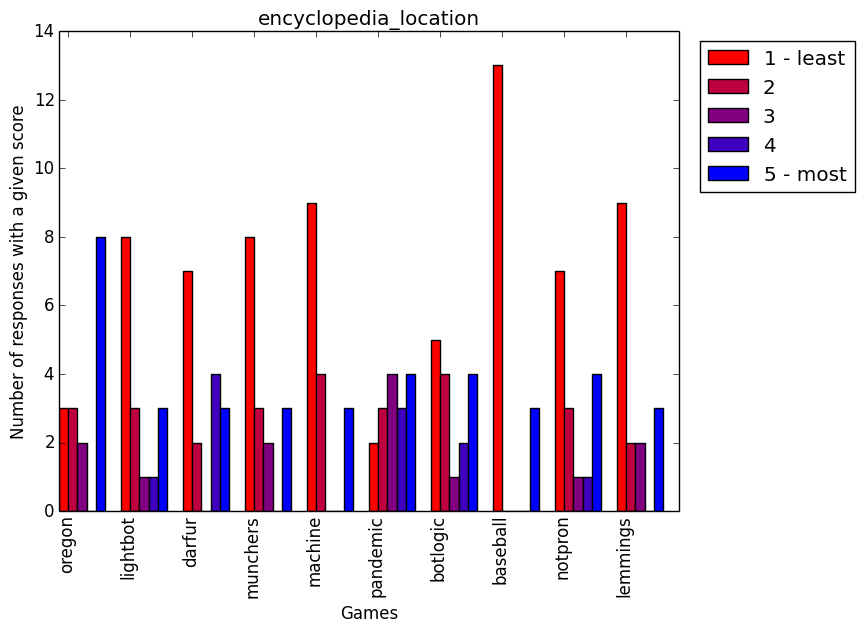 encyclopedia_location
14
12
10
8
6
4
2
0
Number of responses with a given score
oregon
lightbot
darfur
munchers
machine
pandemic
botlogic
baseball
notpron
lemmings
Games
1 - least
2
3
4
5 - most